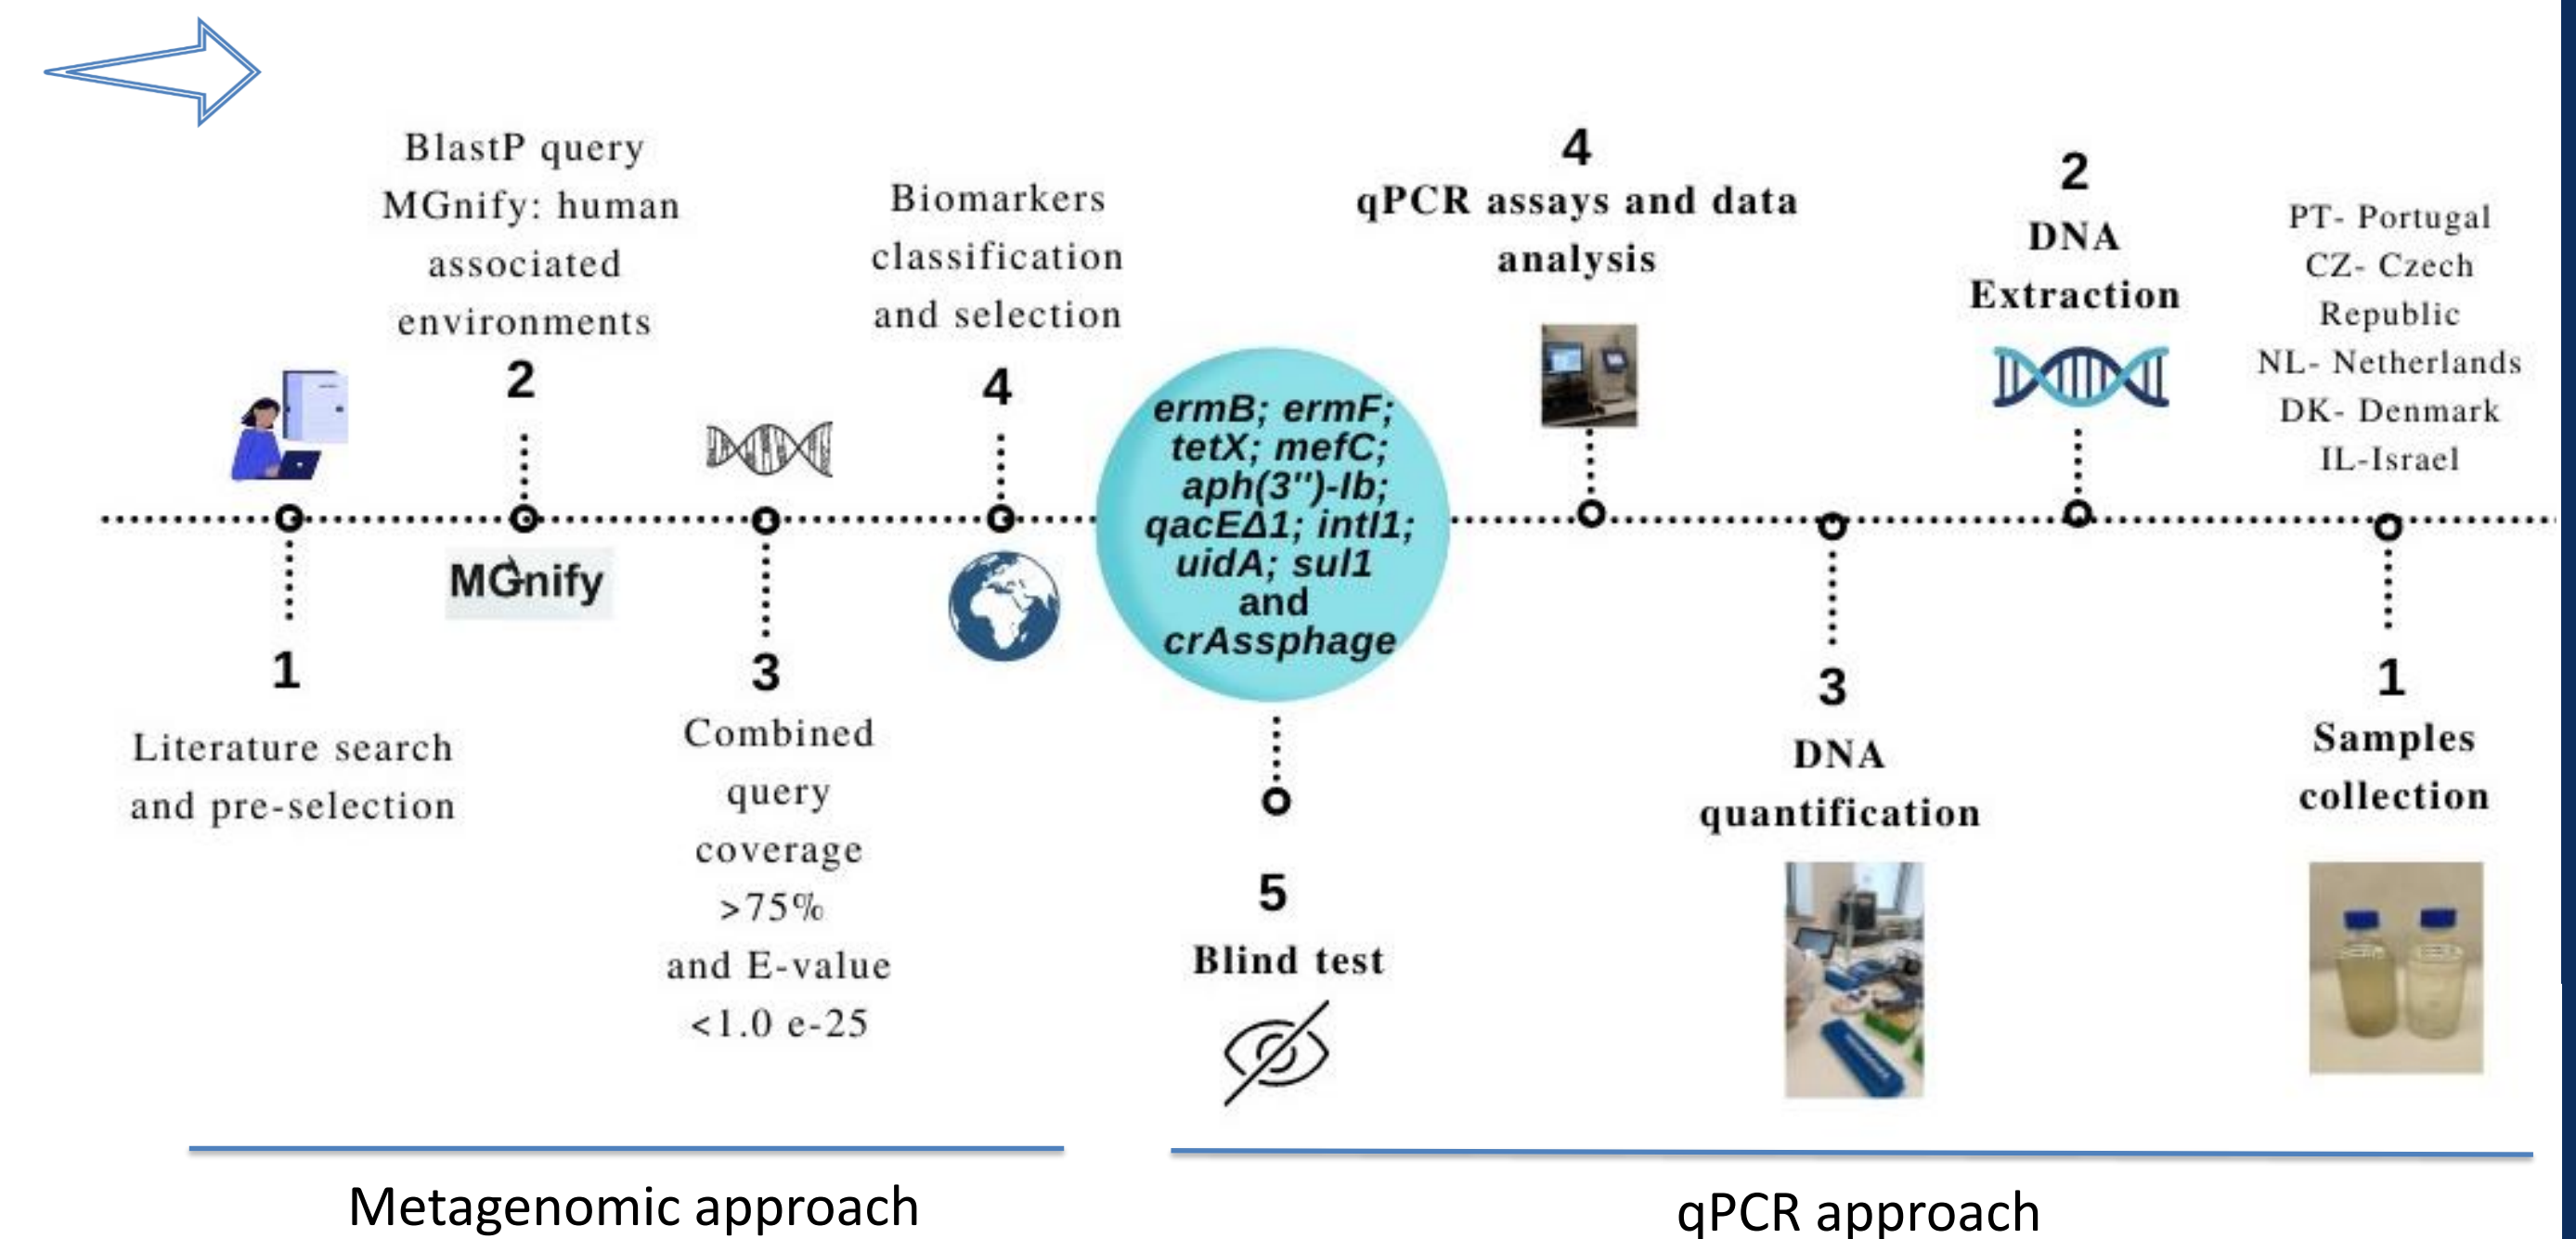 BlastP query
MGnify: human
associated
environments
2
MGnify
1
Literature search
and pre-selection
3
Combined
query
coverage
>75%
and E-value
<1.0 e-25
Biomarkers
classification
and selection
4
ermB; ermF;
tetX; mefC;
aph(3")-Ib;
qacEΔ1; intI1;
uidA; sul1
and
crAssphage
5
Blind test
4
qPCR assays and data
analysis
3
DNA
quantification
2
DNA
Extraction
PT- Portugal
CZ- Czech
Republic
NL- Netherlands
DK- Denmark
IL-Israel
1
Samples
collection
Metagenomic approach
qPCR approach